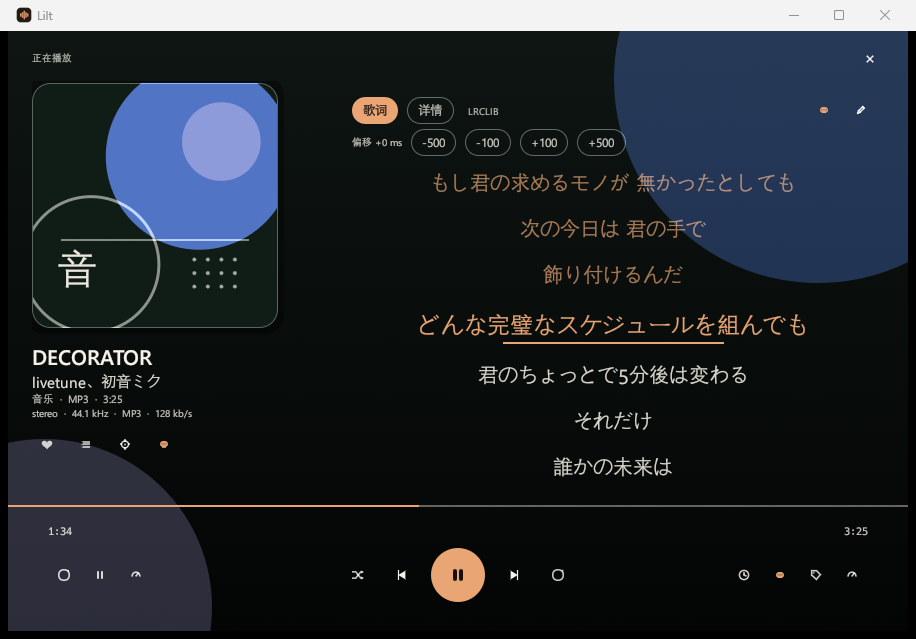 Lilt
正在播放
音
DECORATOR
livetune、初音ミク
音乐 · MP3 · 3:25
stereo · 44.1 kHz · MP3 · 128 kb/s
歌词 详情 LRCLIB
偏移 +0 ms -500 -100 +100 +500
もし君の求めるモノが 無かったとしても
次の今日は 君の手で
飾り付けるんだ
どんな完璧なスケジュールを組んでも
君のちょっとで5分後は変わる
それだけ
誰かの未来は
1:34 3:25